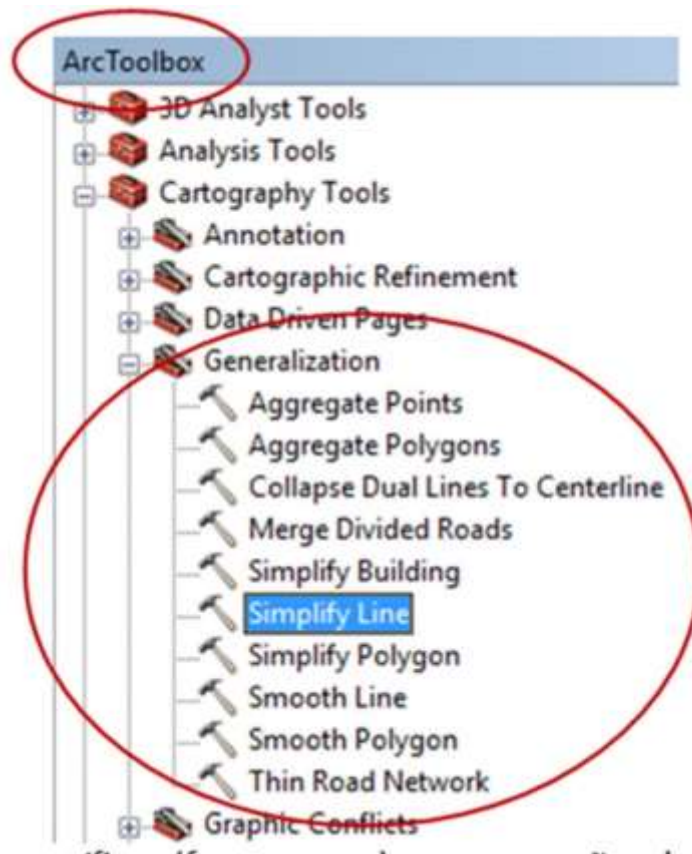 ArcToolbox
3D Analyst Tools
Analysis Tools
Cartography Tools
Annotation
Cartographic Refinement
Data Driven Pages
Generalization
Aggregate Points
Aggregate Polygons
Collapse Dual Lines To Centerline
Merge Divided Roads
Simplify Building
Simplify Line
Simplify Polygon
Smooth Line
Smooth Polygon
Thin Road Network
Graphic Conflicts